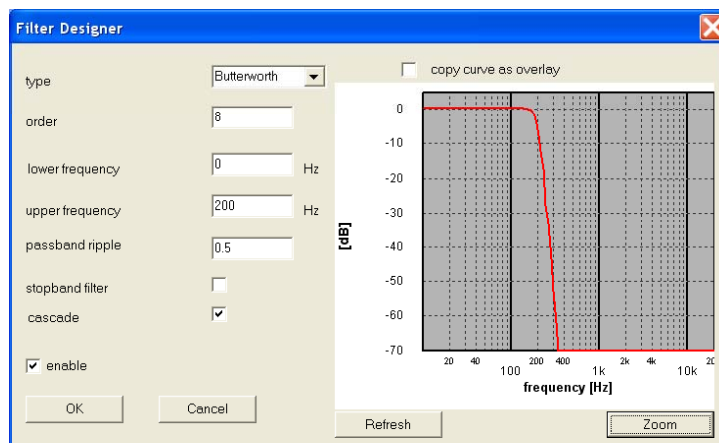 Filter Designer
type
Butterworth
order
8
lower frequency
0
Hz
upper frequency
200
Hz
passband ripple
0.5
stopband filter
cascade
enable
OK
Cancel
copy curve as overlay
[dB]
0
-10
-20
-30
-40
-50
-60
-70
20 40 100 200 400 1k 2k 4k 10k 20
frequency [Hz]
Refresh
Zoom